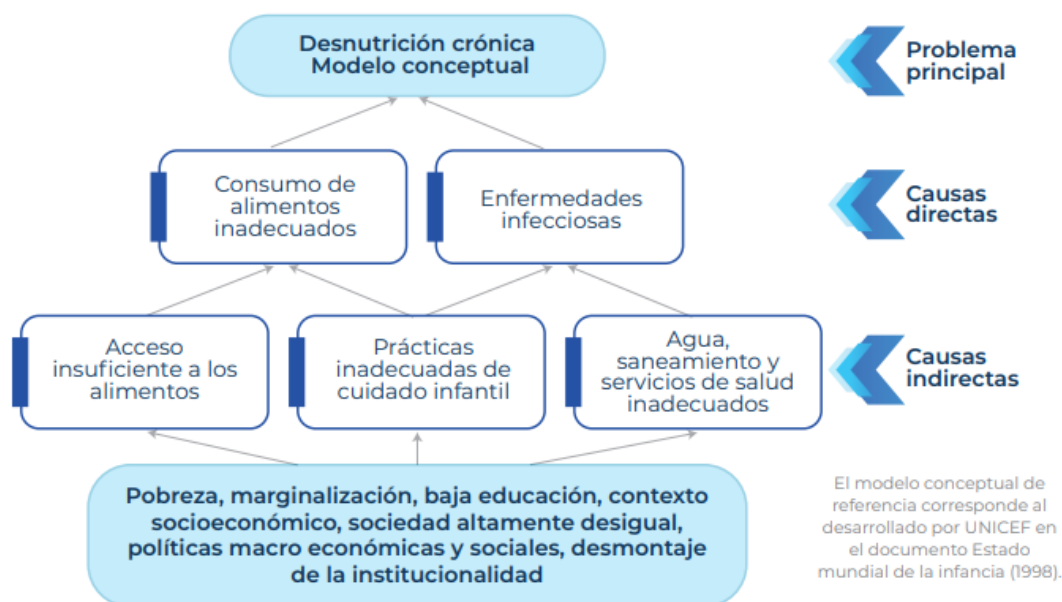 Desnutrición crónica
Modelo conceptual
Problema
principal
Consumo de
alimentos
inadecuados
Enfermedades
infecciosas
Causas
directas
Acceso
insuficiente a los
alimentos
Prácticas
inadecuadas de
cuidado infantil
Agua,
saneamiento y
servicios de salud
inadecuados
Causas
indirectas
Pobreza, marginalización, baja educación, contexto
socioeconómico, sociedad altamente desigual,
políticas macro económicas y sociales, desmontaje
de la institucionalidad
El modelo conceptual de
referencia corresponde al
desarrollado por UNICEF en
el documento Estado
mundial de la infancia (1998).